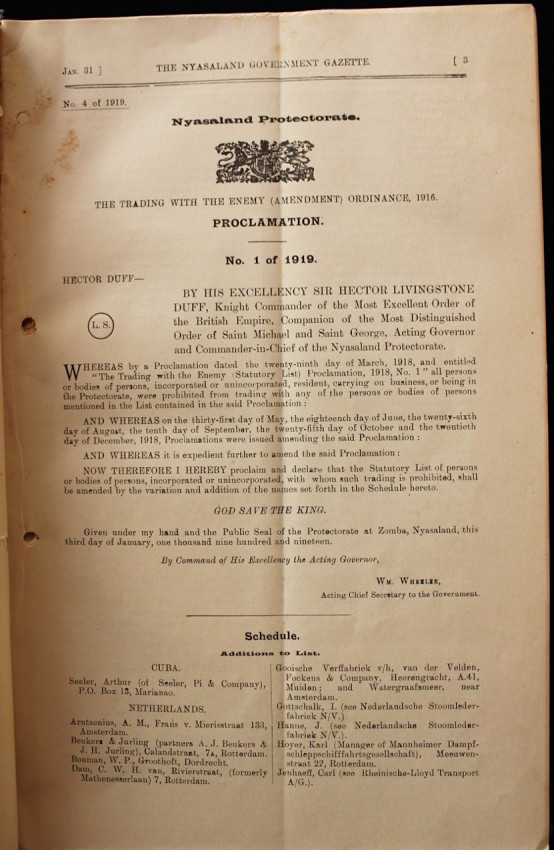 JAN. 31 ]
THE NYASALAND GOVERNMENT GAZETTE.
[ 3
No. 4 of 1919.
Nyasaland Protectorate.
THE TRADING WITH THE ENEMY (AMENDMENT) ORDINANCE, 1916.
PROCLAMATION.
No. 1 of 1919.
HECTOR DUFF—
L. S.
BY HIS EXCELLENCY SIR HECTOR LIVINGSTONE
DUFF, Knight Commander of the Most Excellent Order of
the British Empire, Companion of the Most Distinguished
Order of Saint Michael and Saint George, Acting Governor
and Commander-in-Chief of the Nyasaland Protectorate.
WHEREAS by a Proclamation dated the twenty-ninth day of March, 1918, and entitled
"The Trading with the Enemy (Statutory List) Proclamation, 1918, No. 1" all persons
or bodies of persons, incorporated or unincorporated, resident, carrying on business, or being in
the Protectorate, were prohibited from trading with any of the persons or bodies of persons
mentioned in the List contained in the said Proclamation :
AND WHEREAS on the thirty-first day of May, the eighteenth day of June, the twenty-sixth
day of August, the tenth day of September, the twenty-fifth day of October and the twentieth
day of December, 1918, Proclamations were issued amending the said Proclamation :
AND WHEREAS it is expedient further to amend the said Proclamation :
NOW THEREFORE I HEREBY proclaim and declare that the Statutory List of persons
or bodies of persons, incorporated or unincorporated, with whom such trading is prohibited, shall
be amended by the variation and addition of the names set forth in the Schedule hereto.
GOD SAVE THE KING.
Given under my hand and the Public Seal of the Protectorate at Zomba, Nyasaland, this
third day of January, one thousand nine hundred and nineteen.
By Command of His Excellency the Acting Governor,
WM. WHEELER,
Acting Chief Secretary to the Government.
Schedule.
Additions to List.
CUBA.
Seeler, Arthur (of Seeler, Pi & Company),
P.O. Box 13, Marianao.
NETHERLANDS.
Arntzenius, A. M., Frans v. Mierisstraat 133,
Amsterdam.
Beukers & Jurling (partners A. J. Beukers &
J. H. Jurling), Calandstraat, 7A, Rotterdam.
Bosman, W. P., Groothoft, Dordrecht.
Dam, C. W. H. van, Rivierstraat, (formerly
Mathenesserlaan) 7, Rotterdam.
Gooische Verffabriek v/h, van der Velden,
Fockens & Company, Heerengracht, A.41,
Muiden; and Watergraafsmeer, near
Amsterdam.
Gottschalk, I. (see Nederlandsche Stoomleder-
fabriek N/V.)
Hanne, J. (see Nederlandsche Stoomleder-
fabriek N/V.).
Hoyer, Karl (Manager of Mannheimer Dampf-
schleppschifffahrtsgesellschaft), Meeuwen-
straat 22, Rotterdam.
Jenhaeff, Carl (see Rheinische-Lloyd Transport
A/G.).